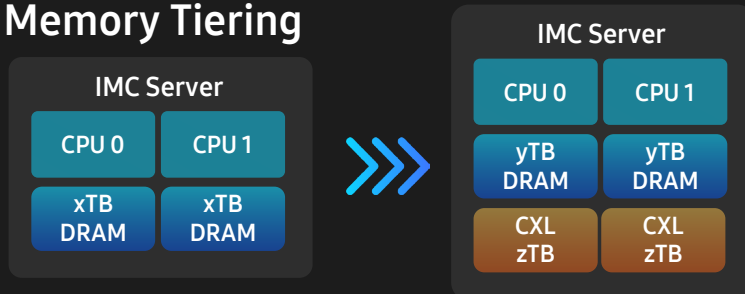 Memory Tiering
IMC Server
CPU 0
CPU 1
xTB
DRAM
xTB
DRAM
IMC Server
CPU 0
CPU 1
yTB
DRAM
yTB
DRAM
CXL
zTB
CXL
zTB